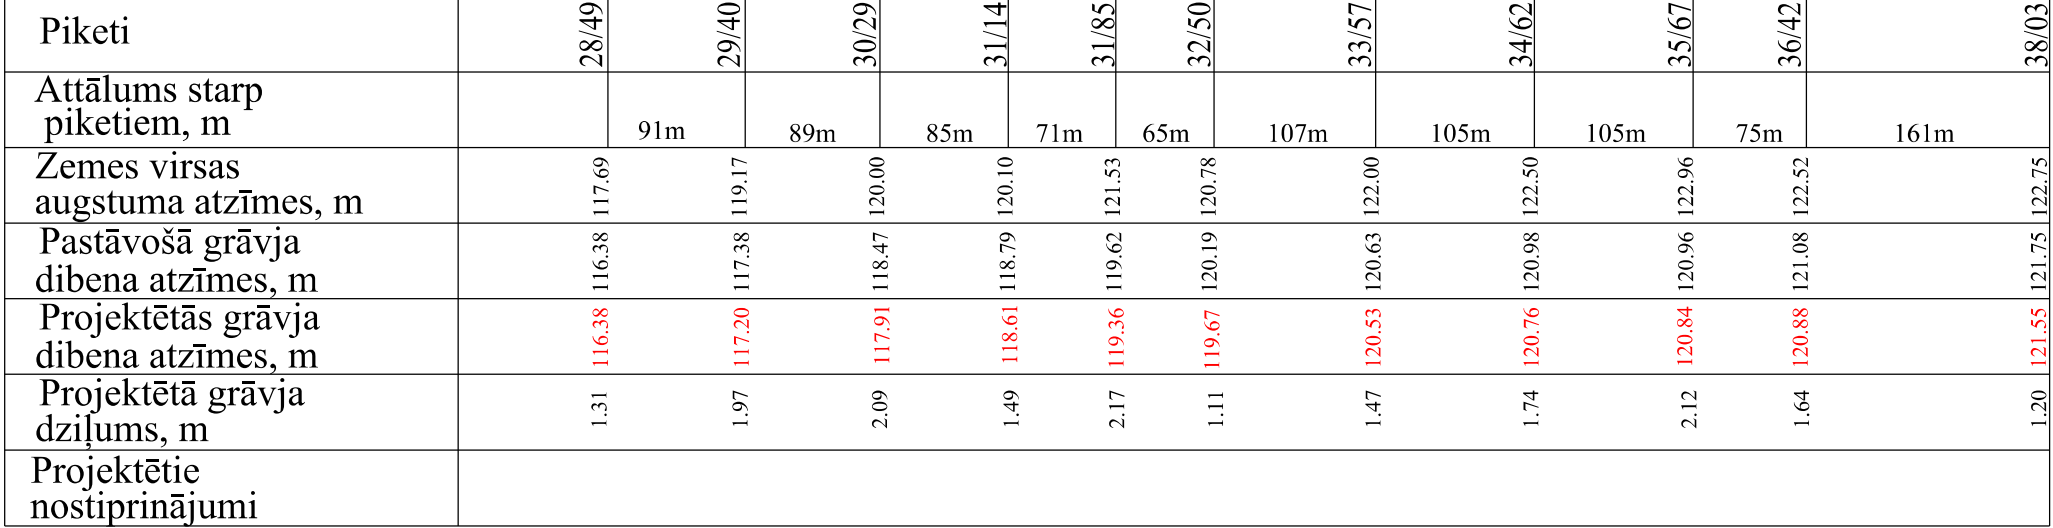 Piketi 28/49 29/40 30/29 31/14 31/85 32/50 33/57 34/62 35/67 36/42 38/03
Attālums starp
piketiem, m 91m 89m 85m 71m 65m 107m 105m 105m 75m 161m
Zemes virsas
augstuma atzīmes, m 117.69 119.17 120.00 120.10 121.53 120.78 122.00 122.50 122.96 122.52 122.75
Pastāvošā grāvja
dibena atzīmes, m 116.38 117.38 118.47 118.79 119.62 120.19 120.63 120.98 120.96 121.08 121.75
Projektētās grāvja
dibena atzīmes, m 116.38 117.20 117.91 118.61 119.36 119.67 120.53 120.76 120.84 120.88 121.55
Projektētā grāvja
dziļums, m 1.31 1.97 2.09 1.49 2.17 1.11 1.47 1.74 2.12 1.64 1.20
Projektētie
nostiprinājumi